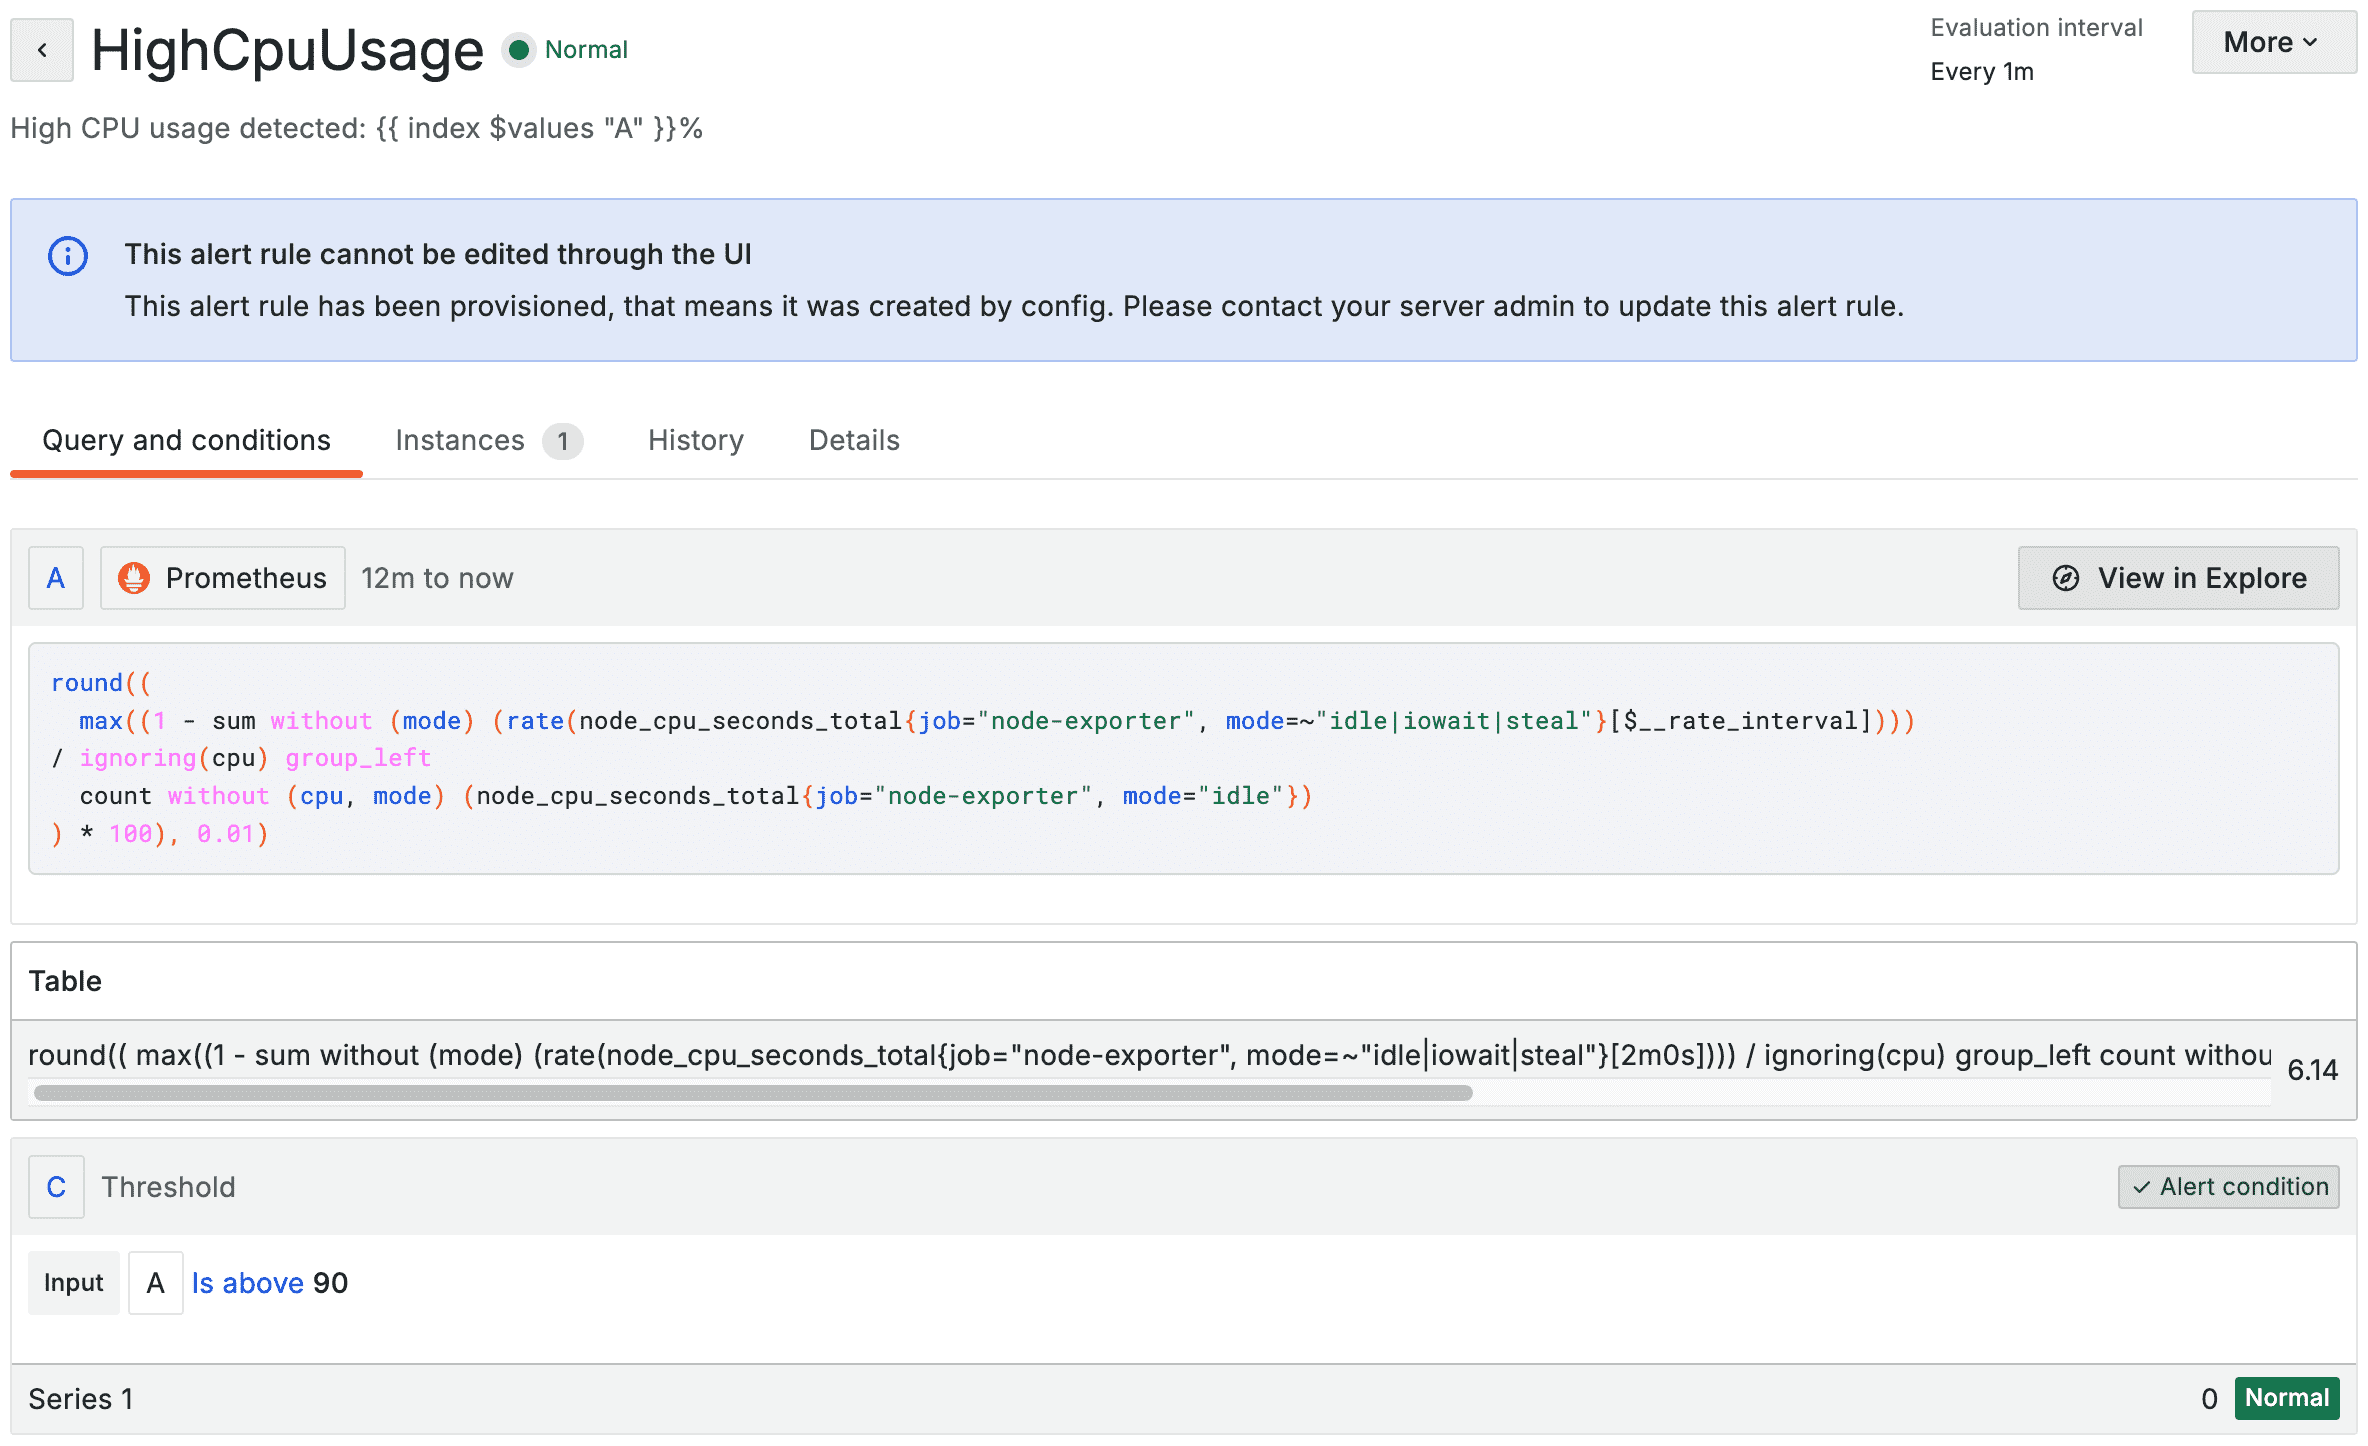 HighCpuUsage Normal
Evaluation interval
Every 1m
More
High CPU usage detected: {{ index $values "A" }}%
This alert rule cannot be edited through the UI
This alert rule has been provisioned, that means it was created by config. Please contact your server admin to update this alert rule.
Query and conditions Instances 1 History Details
A Prometheus 12m to now View in Explore
round((
  max((1 - sum without (mode) (rate(node_cpu_seconds_total{job="node-exporter", mode=~"idle|iowait|steal"}[$__rate_interval])))
/ ignoring(cpu) group_left
  count without (cpu, mode) (node_cpu_seconds_total{job="node-exporter", mode="idle"})
) * 100), 0.01)
Table
round(( max((1 - sum without (mode) (rate(node_cpu_seconds_total{job="node-exporter", mode=~"idle|iowait|steal"}[2m0s]))) / ignoring(cpu) group_left count withou 6.14
C Threshold Alert condition
Input A Is above 90
Series 1 0 Normal